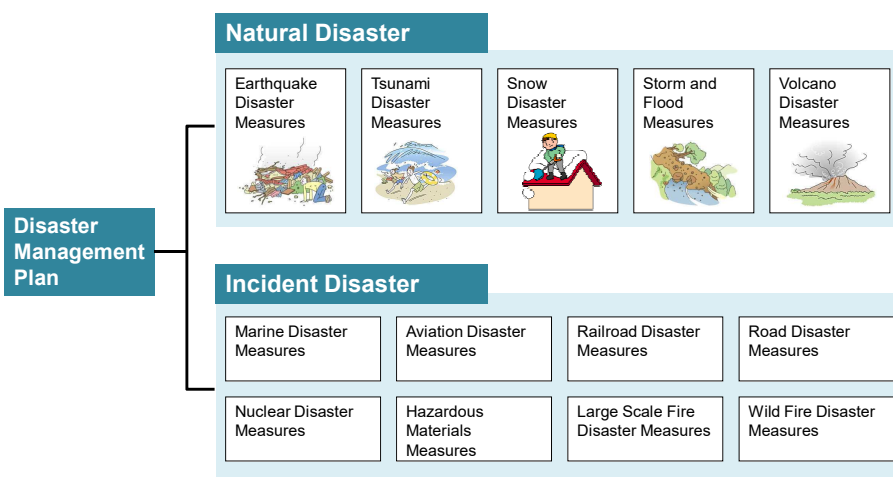 Natural Disaster
Earthquake
Disaster
Measures
Tsunami
Disaster
Measures
Snow
Disaster
Measures
Storm and
Flood
Measures
Volcano
Disaster
Measures
Disaster
Management
Plan
Incident Disaster
Marine Disaster
Measures
Aviation Disaster
Measures
Railroad Disaster
Measures
Road Disaster
Measures
Nuclear Disaster
Measures
Hazardous
Materials
Measures
Large Scale Fire
Disaster Measures
Wild Fire Disaster
Measures